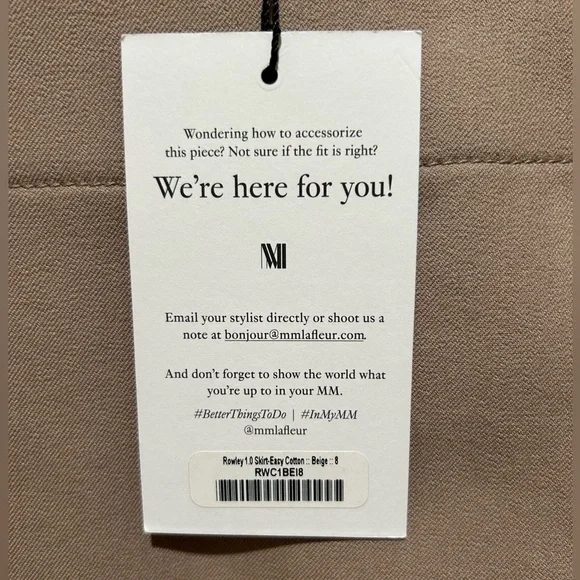 Wondering how to accessorize
this piece? Not sure if the fit is right?
We're here for you!
MM
Email your stylist directly or shoot us a
note at bonjour@mmlafleur.com.
And don't forget to show the world what
you're up to in your MM.
#BetterThingsToDo | #InMyMM
@mmlafleur
Rowley 1.0 Skirt-Easy Cotton :: Beige :: 8
RWC1BEI8